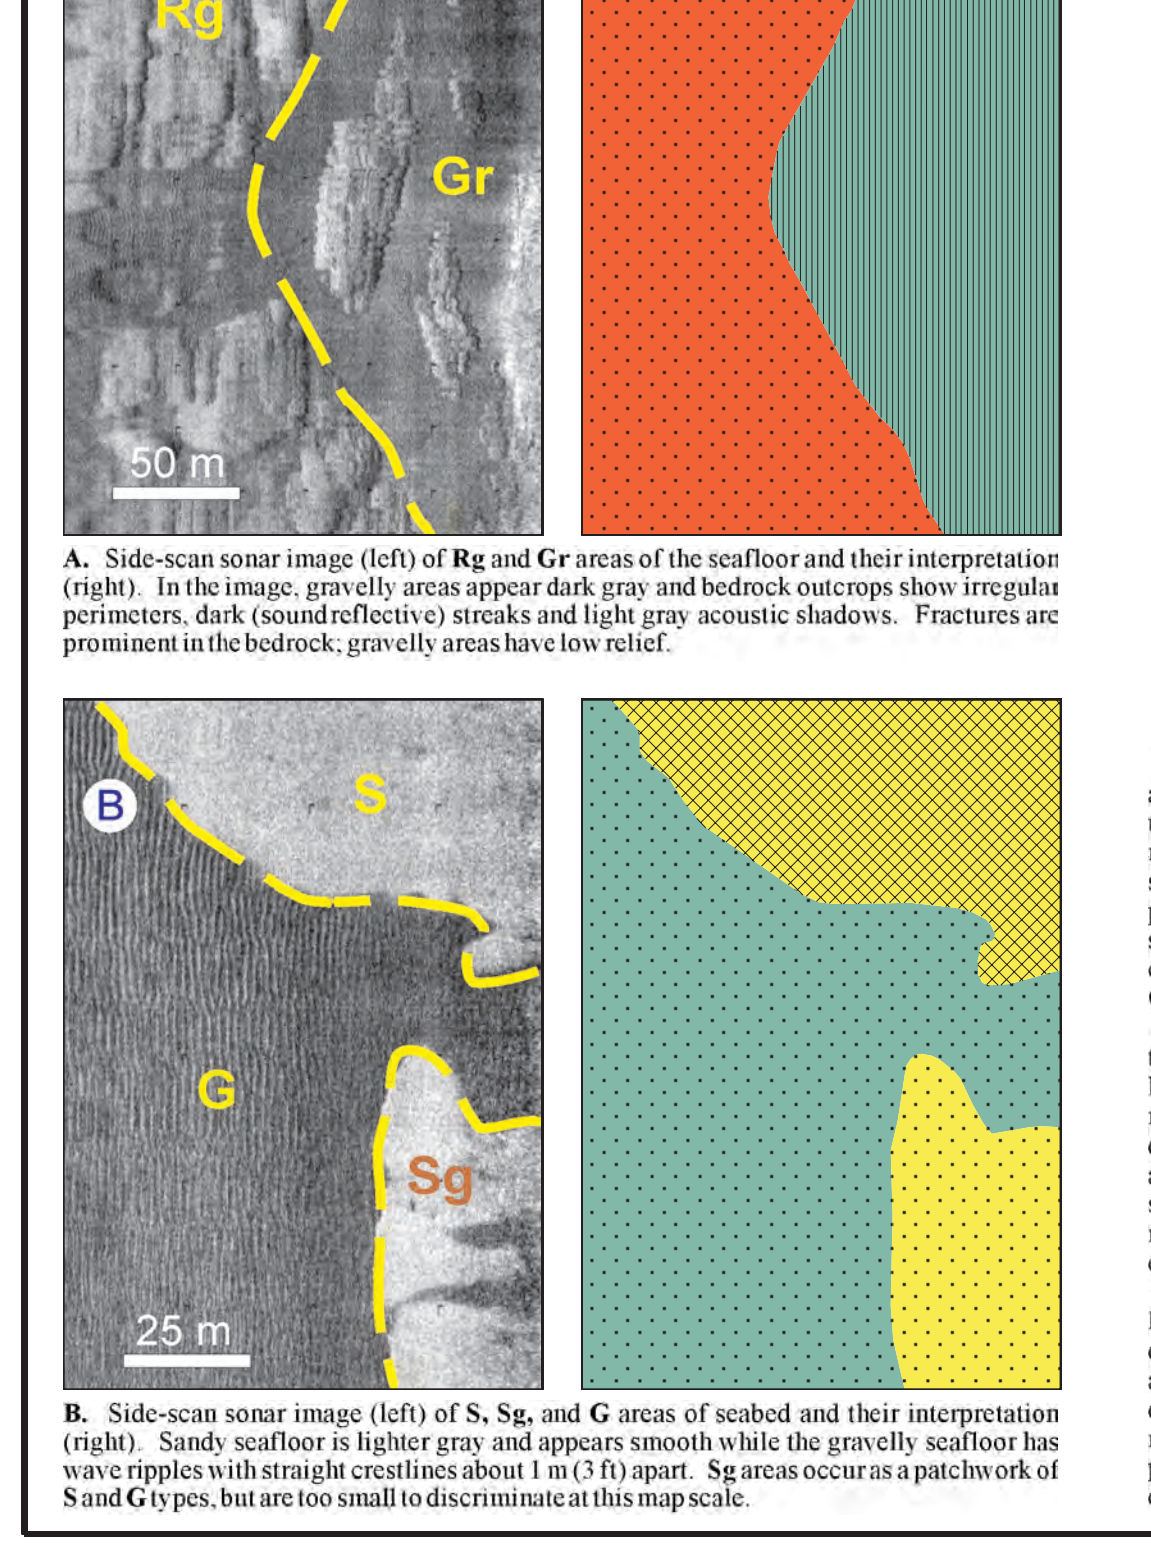 Rg
Gr
50 m
A. Side-scan sonar image (left) of Rg and Gr areas of the seafloor and their interpretation
(right). In the image, gravelly areas appear dark gray and bedrock outcrops show irregular
perimeters, dark (sound reflective) streaks and light gray acoustic shadows. Fractures are
prominent in the bedrock; gravelly areas have low relief.
B
S
G
Sg
25 m
B. Side-scan sonar image (left) of S, Sg, and G areas of seabed and their interpretation
(right). Sandy seafloor is lighter gray and appears smooth while the gravelly seafloor has
wave ripples with straight crestlines about 1 m (3 ft) apart. Sg areas occur as a patchwork of
S and G types, but are too small to discriminate at this map scale.